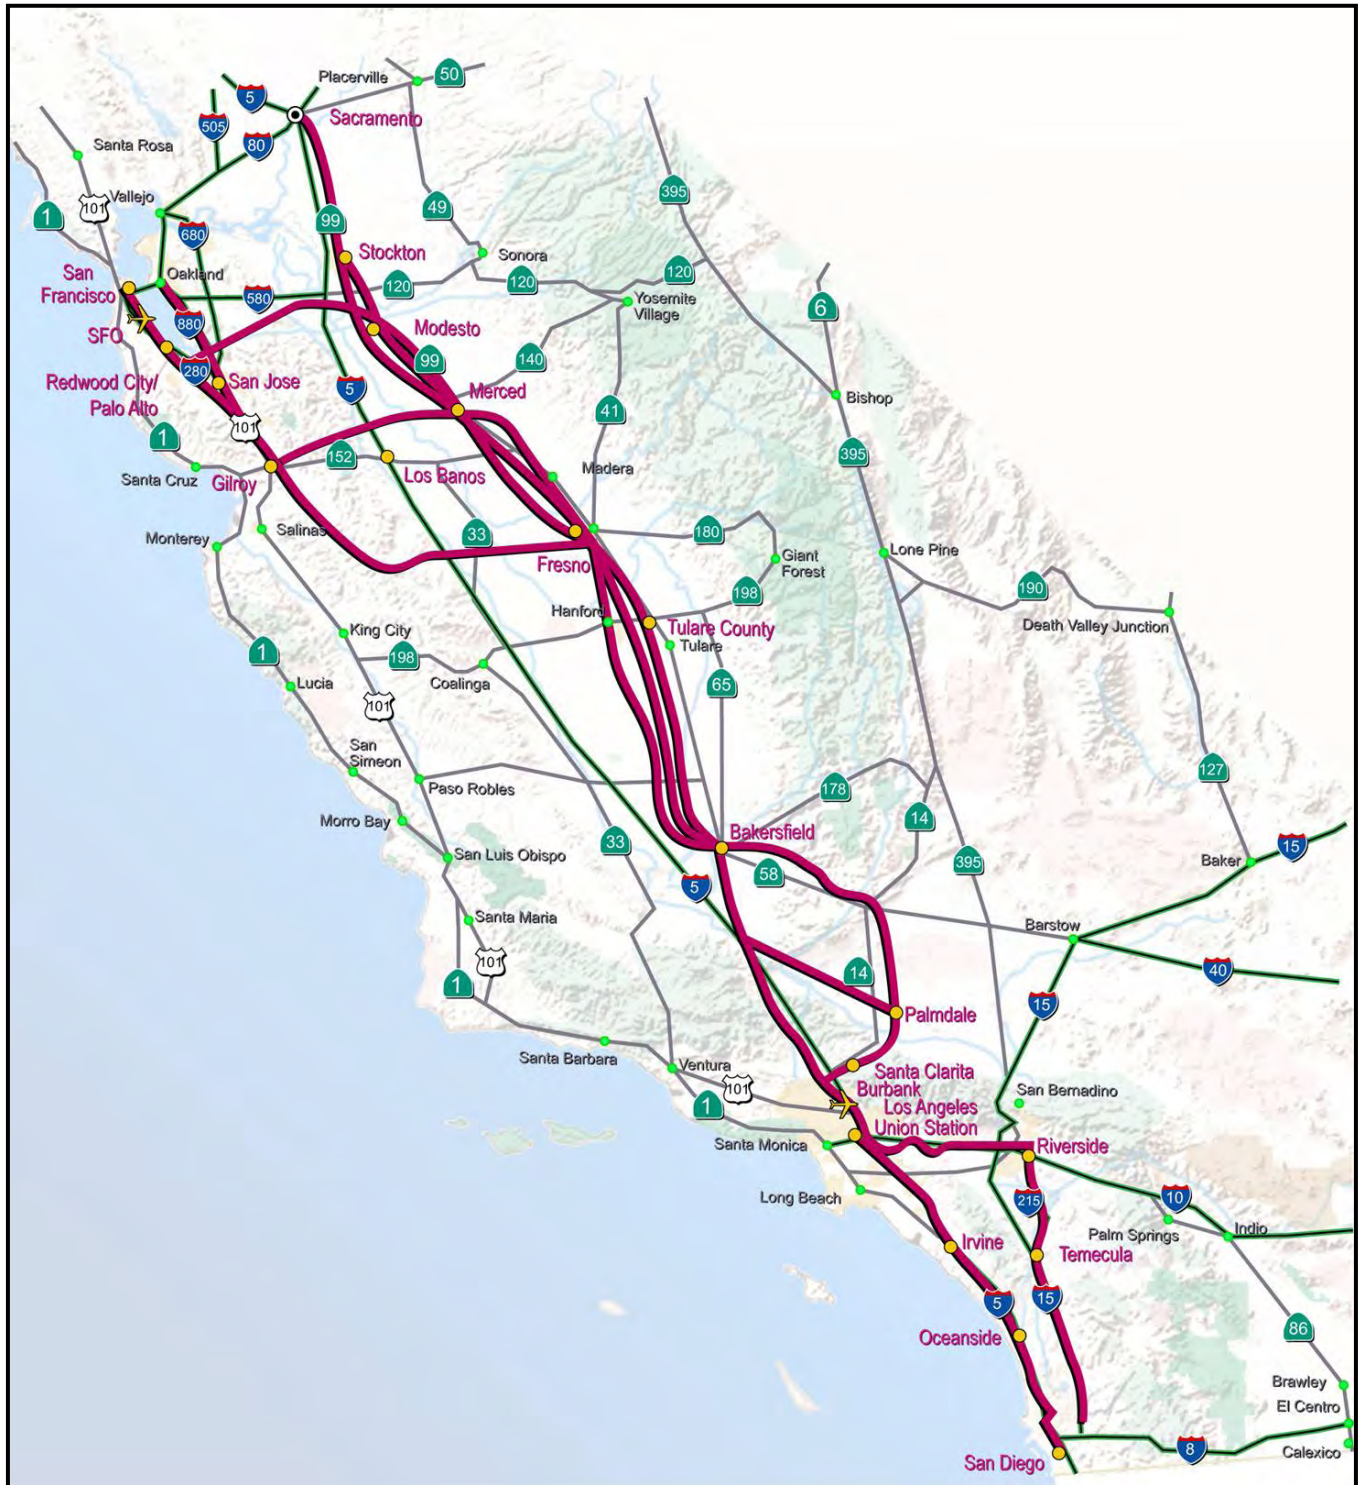 Placerville
50
5
Sacramento
505
80
Santa Rosa
395
Vallejo
101
1
49
99
680
Stockton
Sonora
120
San
Francisco
Oakland
580
120
120
6
Yosemite
Village
SFO
880
Modesto
99
140
Redwood City/
Palo Alto
280
San Jose
5
Merced
Bishop
41
101
1
395
152
Los Banos
Madera
Santa Cruz
Gilroy
Salinas
33
180
Monterey
Fresno
Giant
Forest
Lone Pine
190
198
Hanford
Tulare County
Death Valley Junction
King City
Tulare
1
198
Coalinga
65
Lucia
101
San
Simeon
127
Paso Robles
178
Morro Bay
14
Bakersfield
33
15
San Luis Obispo
Baker
395
58
5
Santa Maria
Barstow
101
14
40
1
15
Palmdale
Santa Barbara
Ventura
Santa Clarita
Burbank
101
1
Los Angeles
Union Station
San Bernadino
Santa Monica
Riverside
Long Beach
215
10
Palm Springs
Indio
Irvine
Temecula
5
15
86
Oceanside
Brawley
El Centro
San Diego
8
Calexico